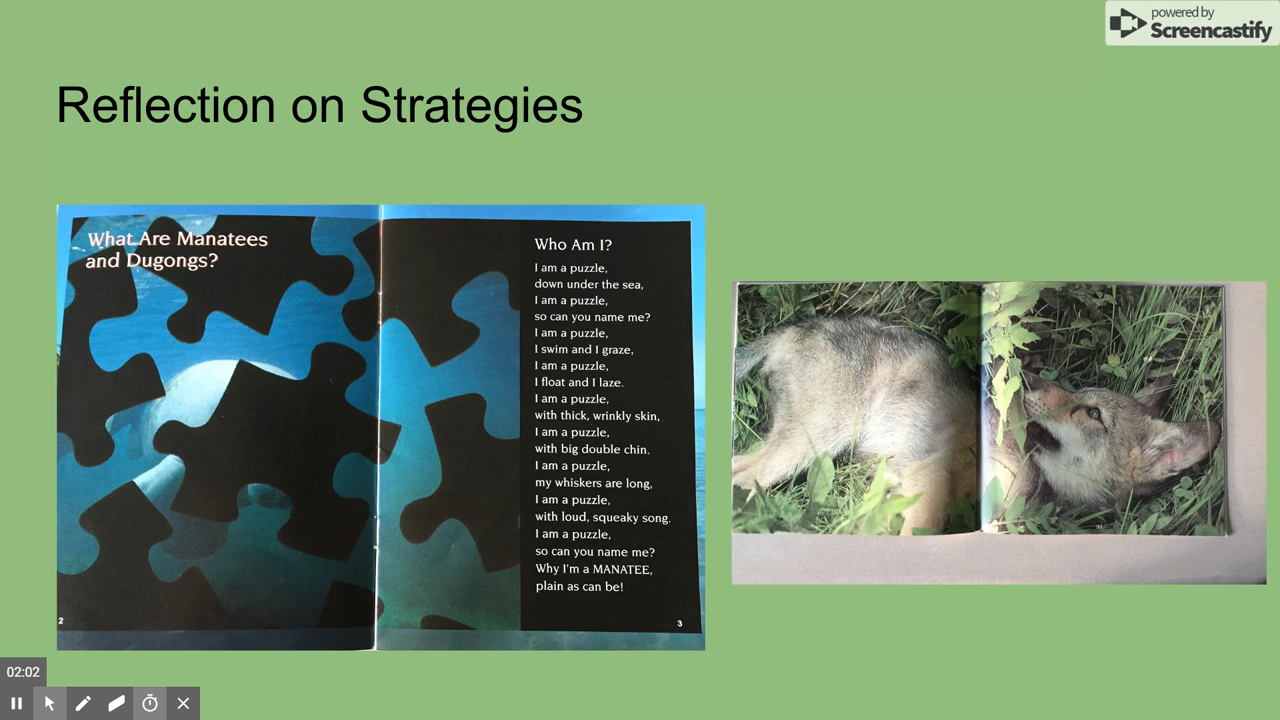 powered by
Screencastify
Reflection on Strategies
What Are Manatees
and Dugongs?
Who Am I?
I am a puzzle,
down under the sea,
I am a puzzle,
so can you name me?
I am a puzzle,
I swim and I graze,
I am a puzzle,
I float and I laze.
I am a puzzle,
with thick, wrinkly skin,
I am a puzzle,
with big double chin.
I am a puzzle,
my whiskers are long,
I am a puzzle,
with loud, squeaky song.
I am a puzzle,
so can you name me?
Why I'm a MANATEE,
plain as can be!
2
3
02:02